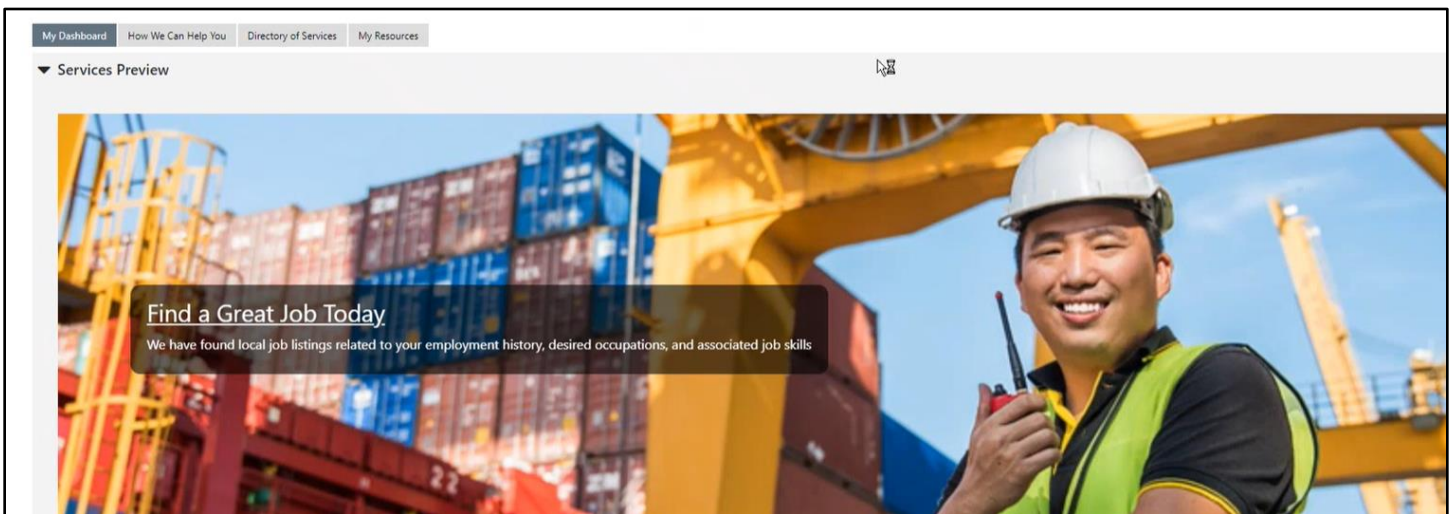 My Dashboard How We Can Help You Directory of Services My Resources
Services Preview
Find a Great Job Today
We have found local job listings related to your employment history, desired occupations, and associated job skills
22